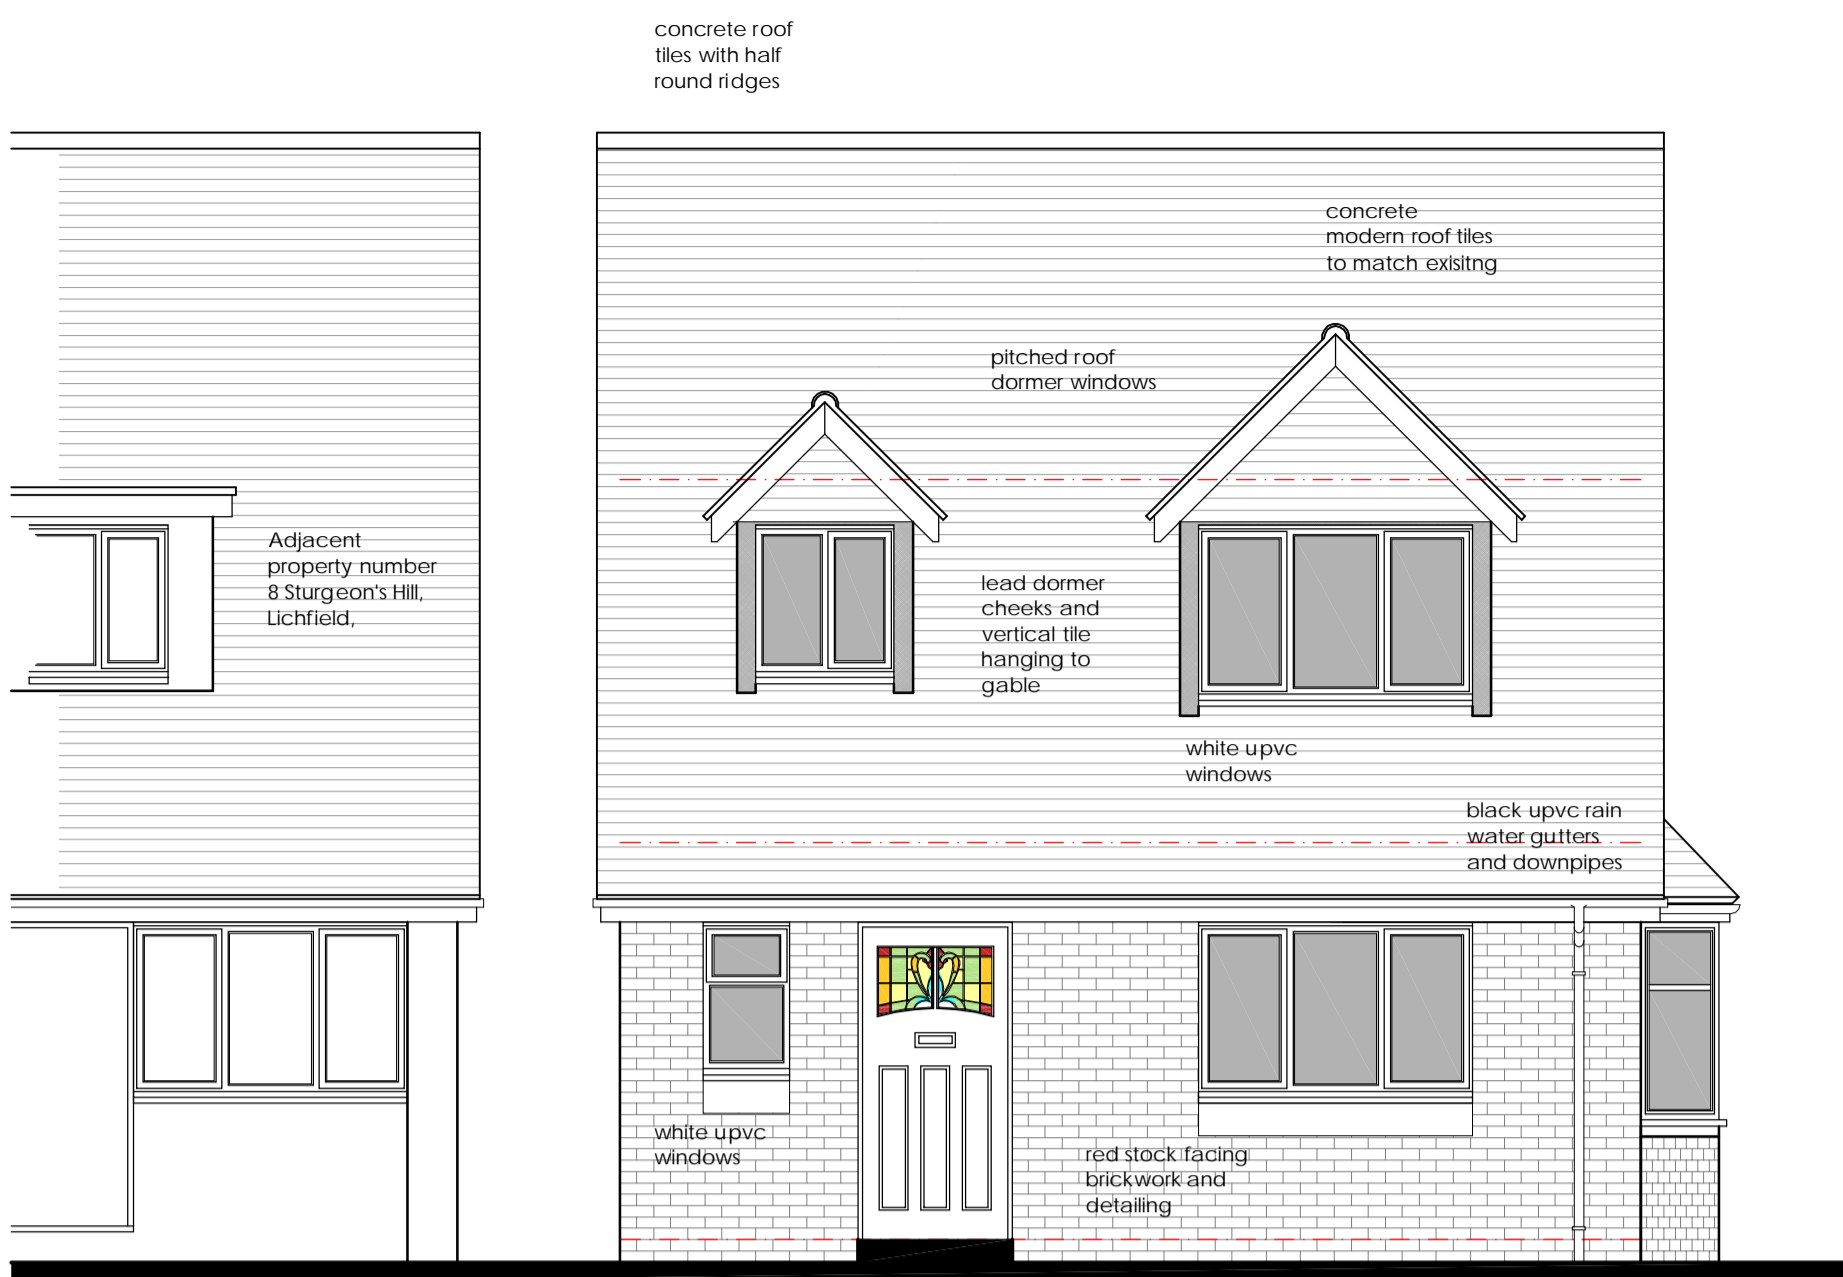 concrete roof
tiles with half
round ridges
concrete
modern roof tiles
to match exisitng
pitched roof
dormer windows
Adjacent
property number
8 Sturgeon's Hill,
Lichfield,
lead dormer
cheeks and
vertical tile
hanging to
gable
white upvc
windows
black upvc rain
water gutters
and downpipes
white upvc
windows
red stock facing
brickwork and
detailing